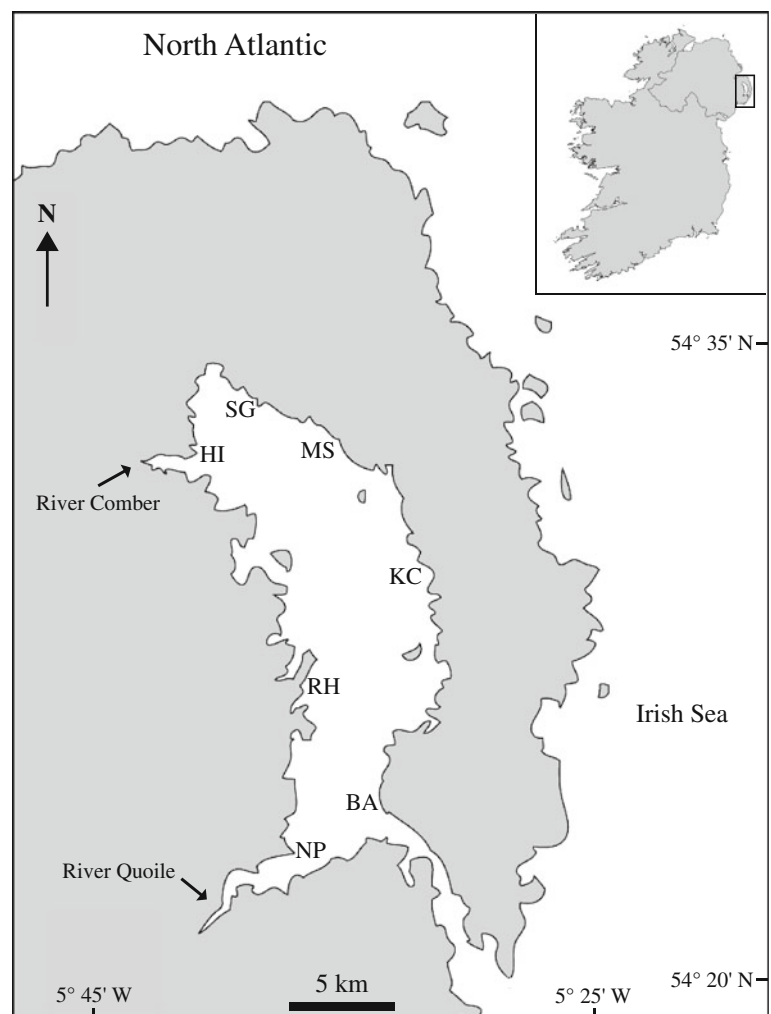 North Atlantic
N
54° 35' N
SG
HI
MS
River Comber
KC
RH
Irish Sea
BA
NP
River Quoile
5 km
54° 20' N
5° 45' W
5° 25' W